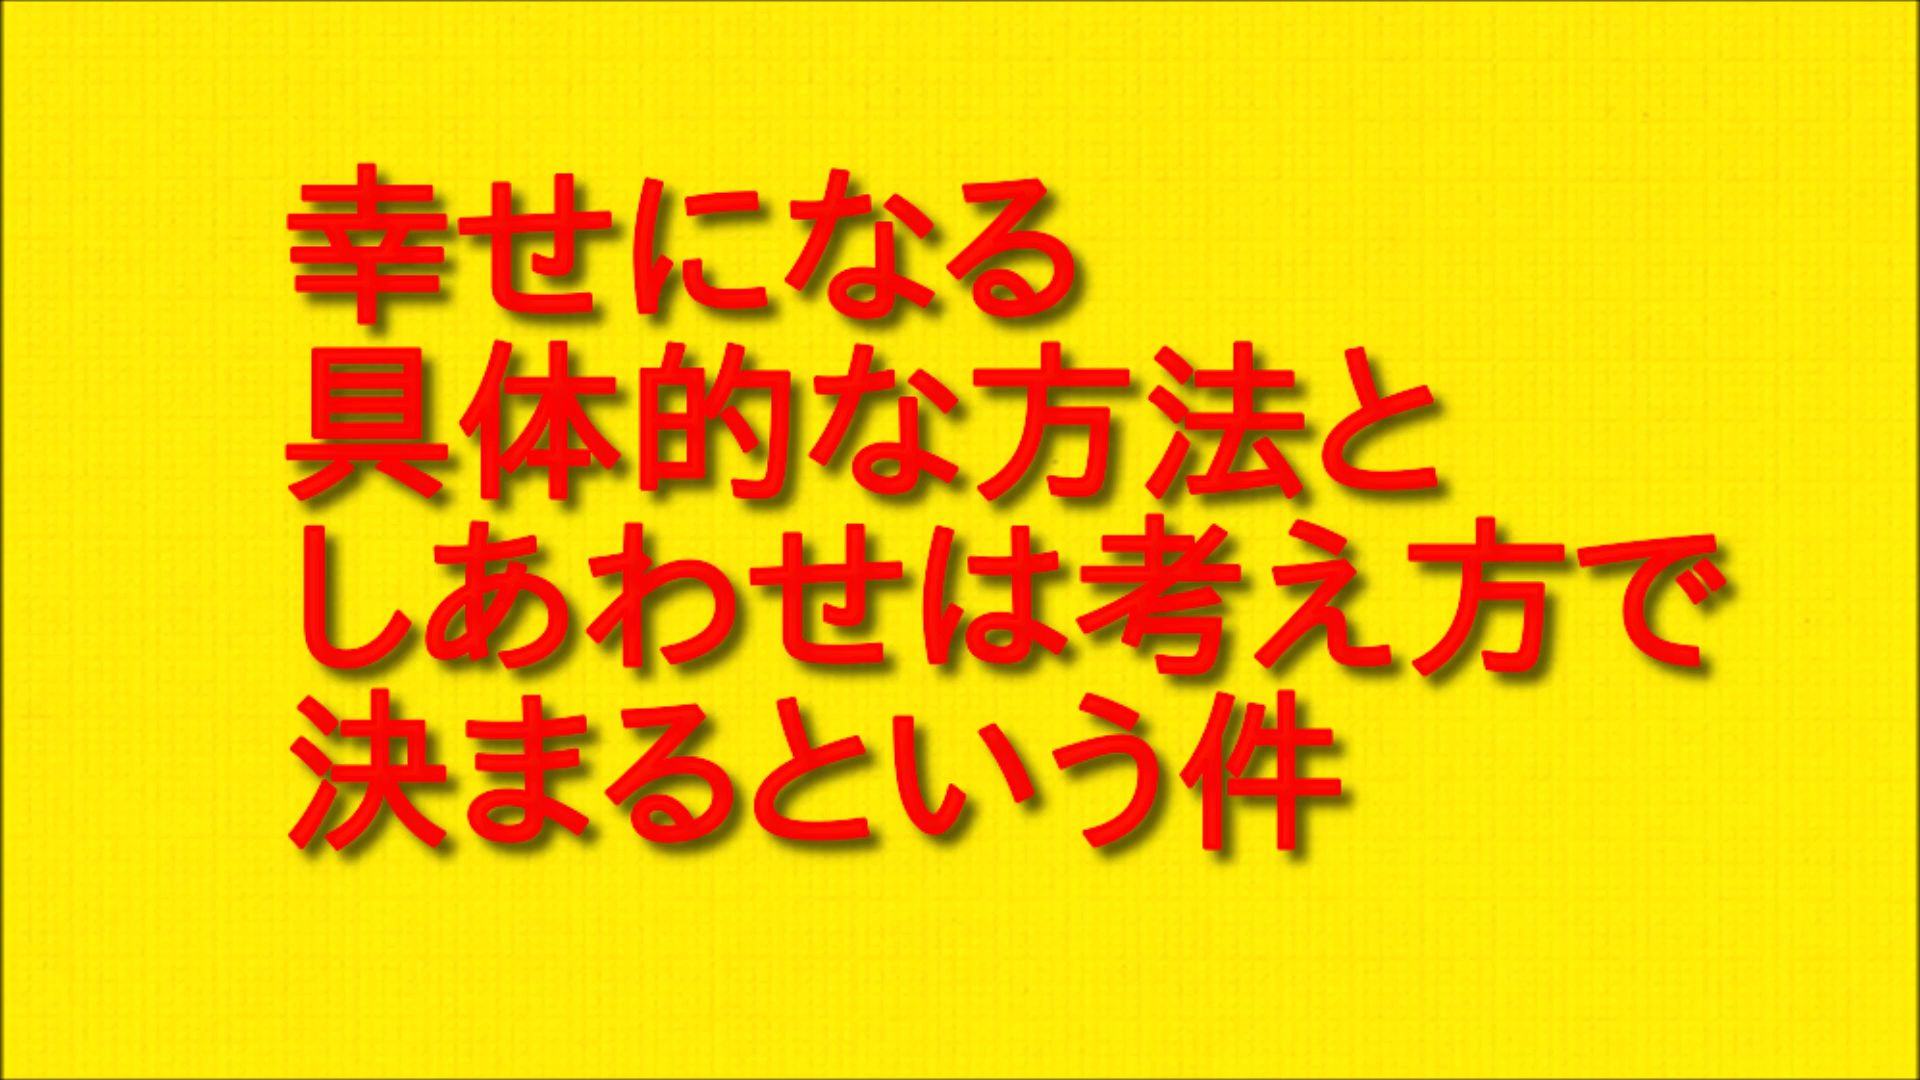 幸せになる
具体的な方法と
しあわせは考え方で
決まるという件